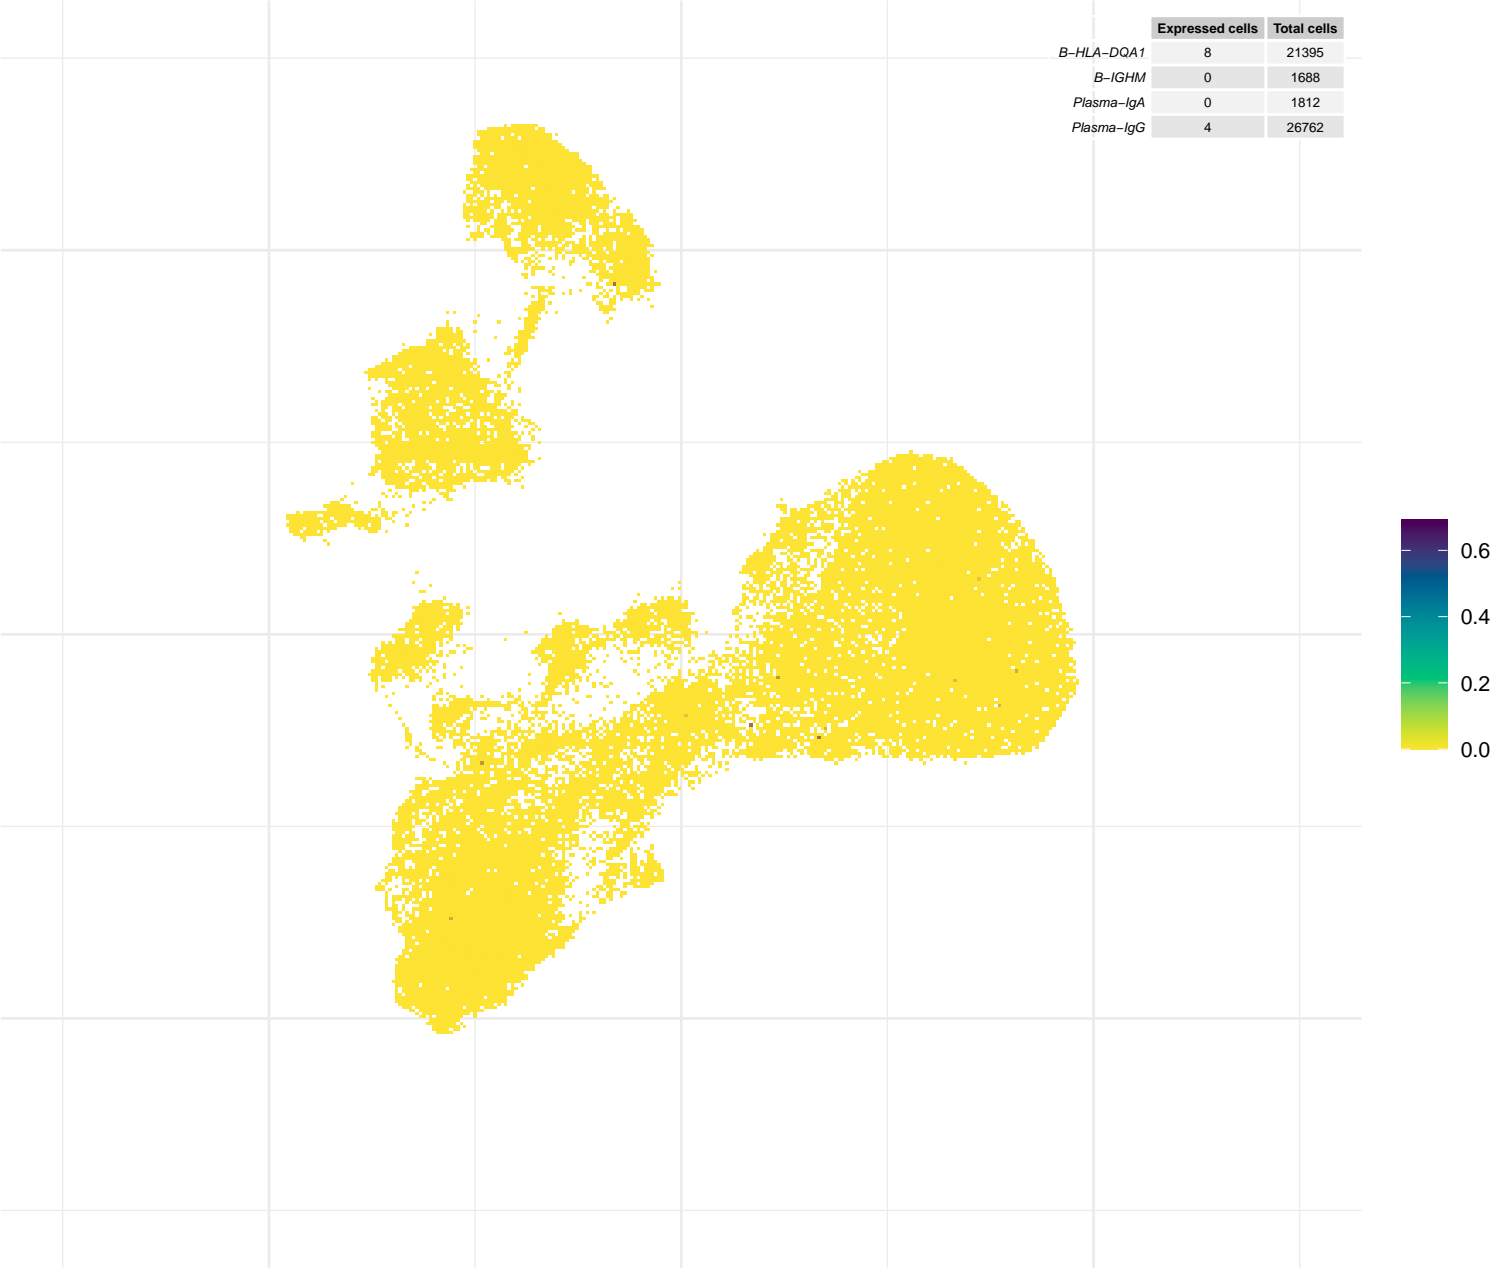 Expressed cells Total cells
B−HLA−DQA1 8 21395
B−IGHM 0 1688
Plasma−IgA 0 1812
Plasma−IgG 4 26762
0.6
0.4
0.2
0.0